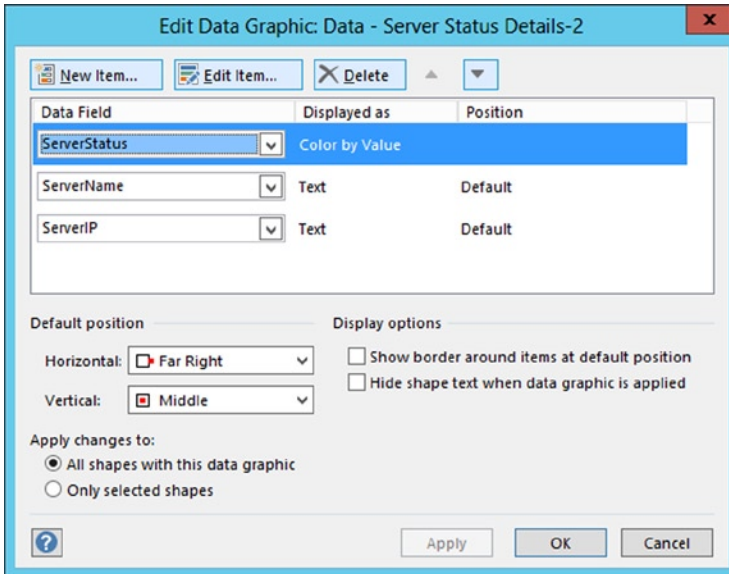 Edit Data Graphic: Data - Server Status Details-2
x
New Item... Edit Item... Delete
Data Field Displayed as Position
ServerStatus Color by Value
ServerName Text Default
ServerIP Text Default
Default position Display options
Horizontal: Far Right Show border around items at default position
Vertical: Middle Hide shape text when data graphic is applied
Apply changes to:
All shapes with this data graphic
Only selected shapes
? Apply OK Cancel